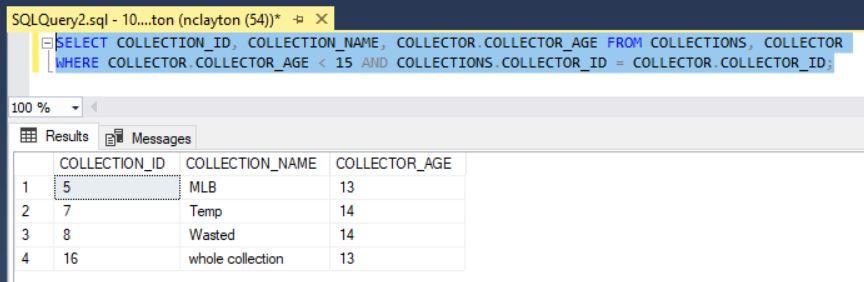 SQLQuery2.sql - 10....ton (nclayton (54))*
SELECT COLLECTION_ID, COLLECTION_NAME, COLLECTOR.COLLECTOR_AGE FROM COLLECTIONS, COLLECTOR
WHERE COLLECTOR.COLLECTOR_AGE < 15 AND COLLECTIONS.COLLECTOR_ID = COLLECTOR.COLLECTOR_ID;
100 %
Results Messages
COLLECTION_ID COLLECTION_NAME COLLECTOR_AGE
1 5 MLB 13
2 7 Temp 14
3 8 Wasted 14
4 16 whole collection 13